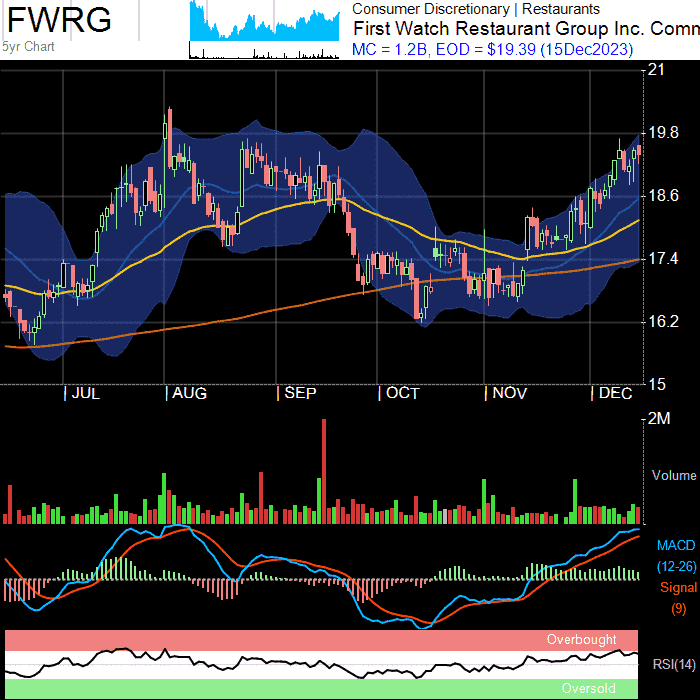 FWRG
5yr Chart
Consumer Discretionary | Restaurants
First Watch Restaurant Group Inc. Comm
MC = 1.2B, EOD = $19.39 (15Dec2023)
21
19.8
18.6
17.4
16.2
15
| JUL | AUG | SEP | OCT | NOV | DEC
2M
Volume
MACD
(12-26)
Signal
(9)
Overbought
RSI(14)
Oversold